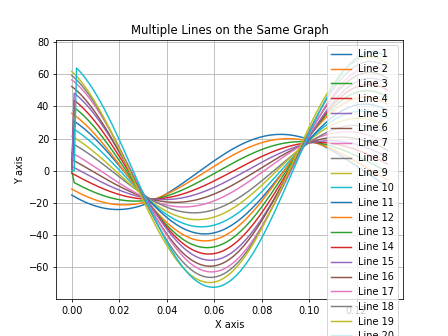 Multiple Lines on the Same Graph
Y axis
80
60
40
20
0
−20
−40
−60
0.00
0.02
0.04
0.06
0.08
0.10
X axis
Line 1
Line 2
Line 3
Line 4
Line 5
Line 6
Line 7
Line 8
Line 9
Line 10
Line 11
Line 12
Line 13
Line 14
Line 15
Line 16
Line 17
Line 18
Line 19
Line 20